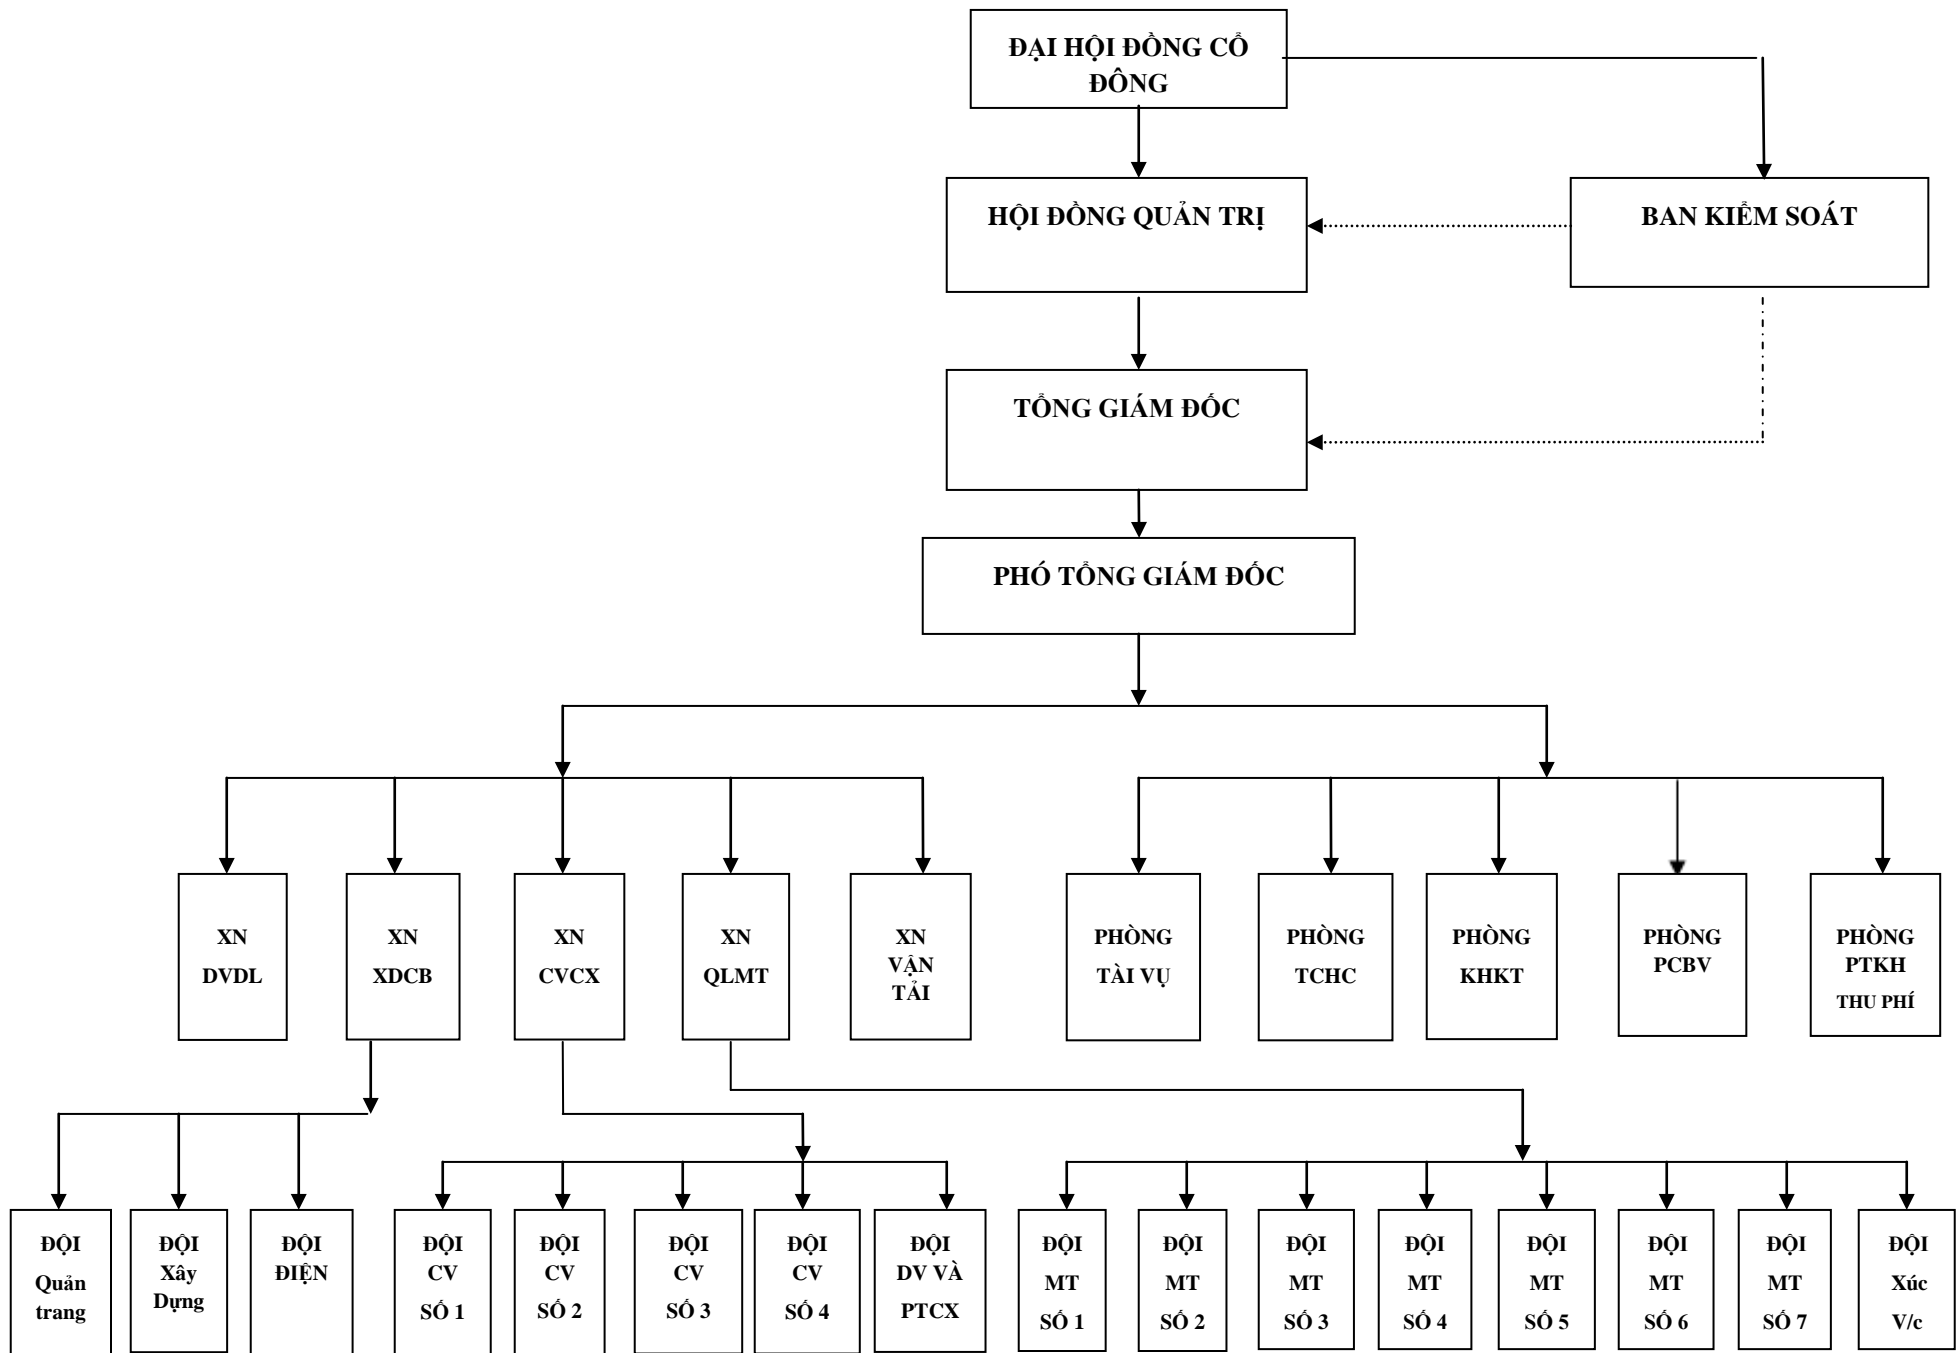 ĐẠI HỘI ĐỒNG CỔ
ĐÔNG
HỘI ĐỒNG QUẢN TRỊ
BAN KIỂM SOÁT
TỔNG GIÁM ĐỐC
PHÓ TỔNG GIÁM ĐỐC
XN
DVDL
XN
XDCB
XN
CVCX
XN
QLMT
XN
VẬN
TẢI
PHÒNG
TÀI VỤ
PHÒNG
TCHC
PHÒNG
KHKT
PHÒNG
PCBV
PHÒNG
PTKH
THU PHÍ
ĐỘI
Quản
trang
ĐỘI
Xây
Dựng
ĐỘI
ĐIỆN
ĐỘI
CV
SỐ 1
ĐỘI
CV
SỐ 2
ĐỘI
CV
SỐ 3
ĐỘI
CV
SỐ 4
ĐỘI
DV VÀ
PTCX
ĐỘI
MT
SỐ 1
ĐỘI
MT
SỐ 2
ĐỘI
MT
SỐ 3
ĐỘI
MT
SỐ 4
ĐỘI
MT
SỐ 5
ĐỘI
MT
SỐ 6
ĐỘI
MT
SỐ 7
ĐỘI
Xúc
V/c